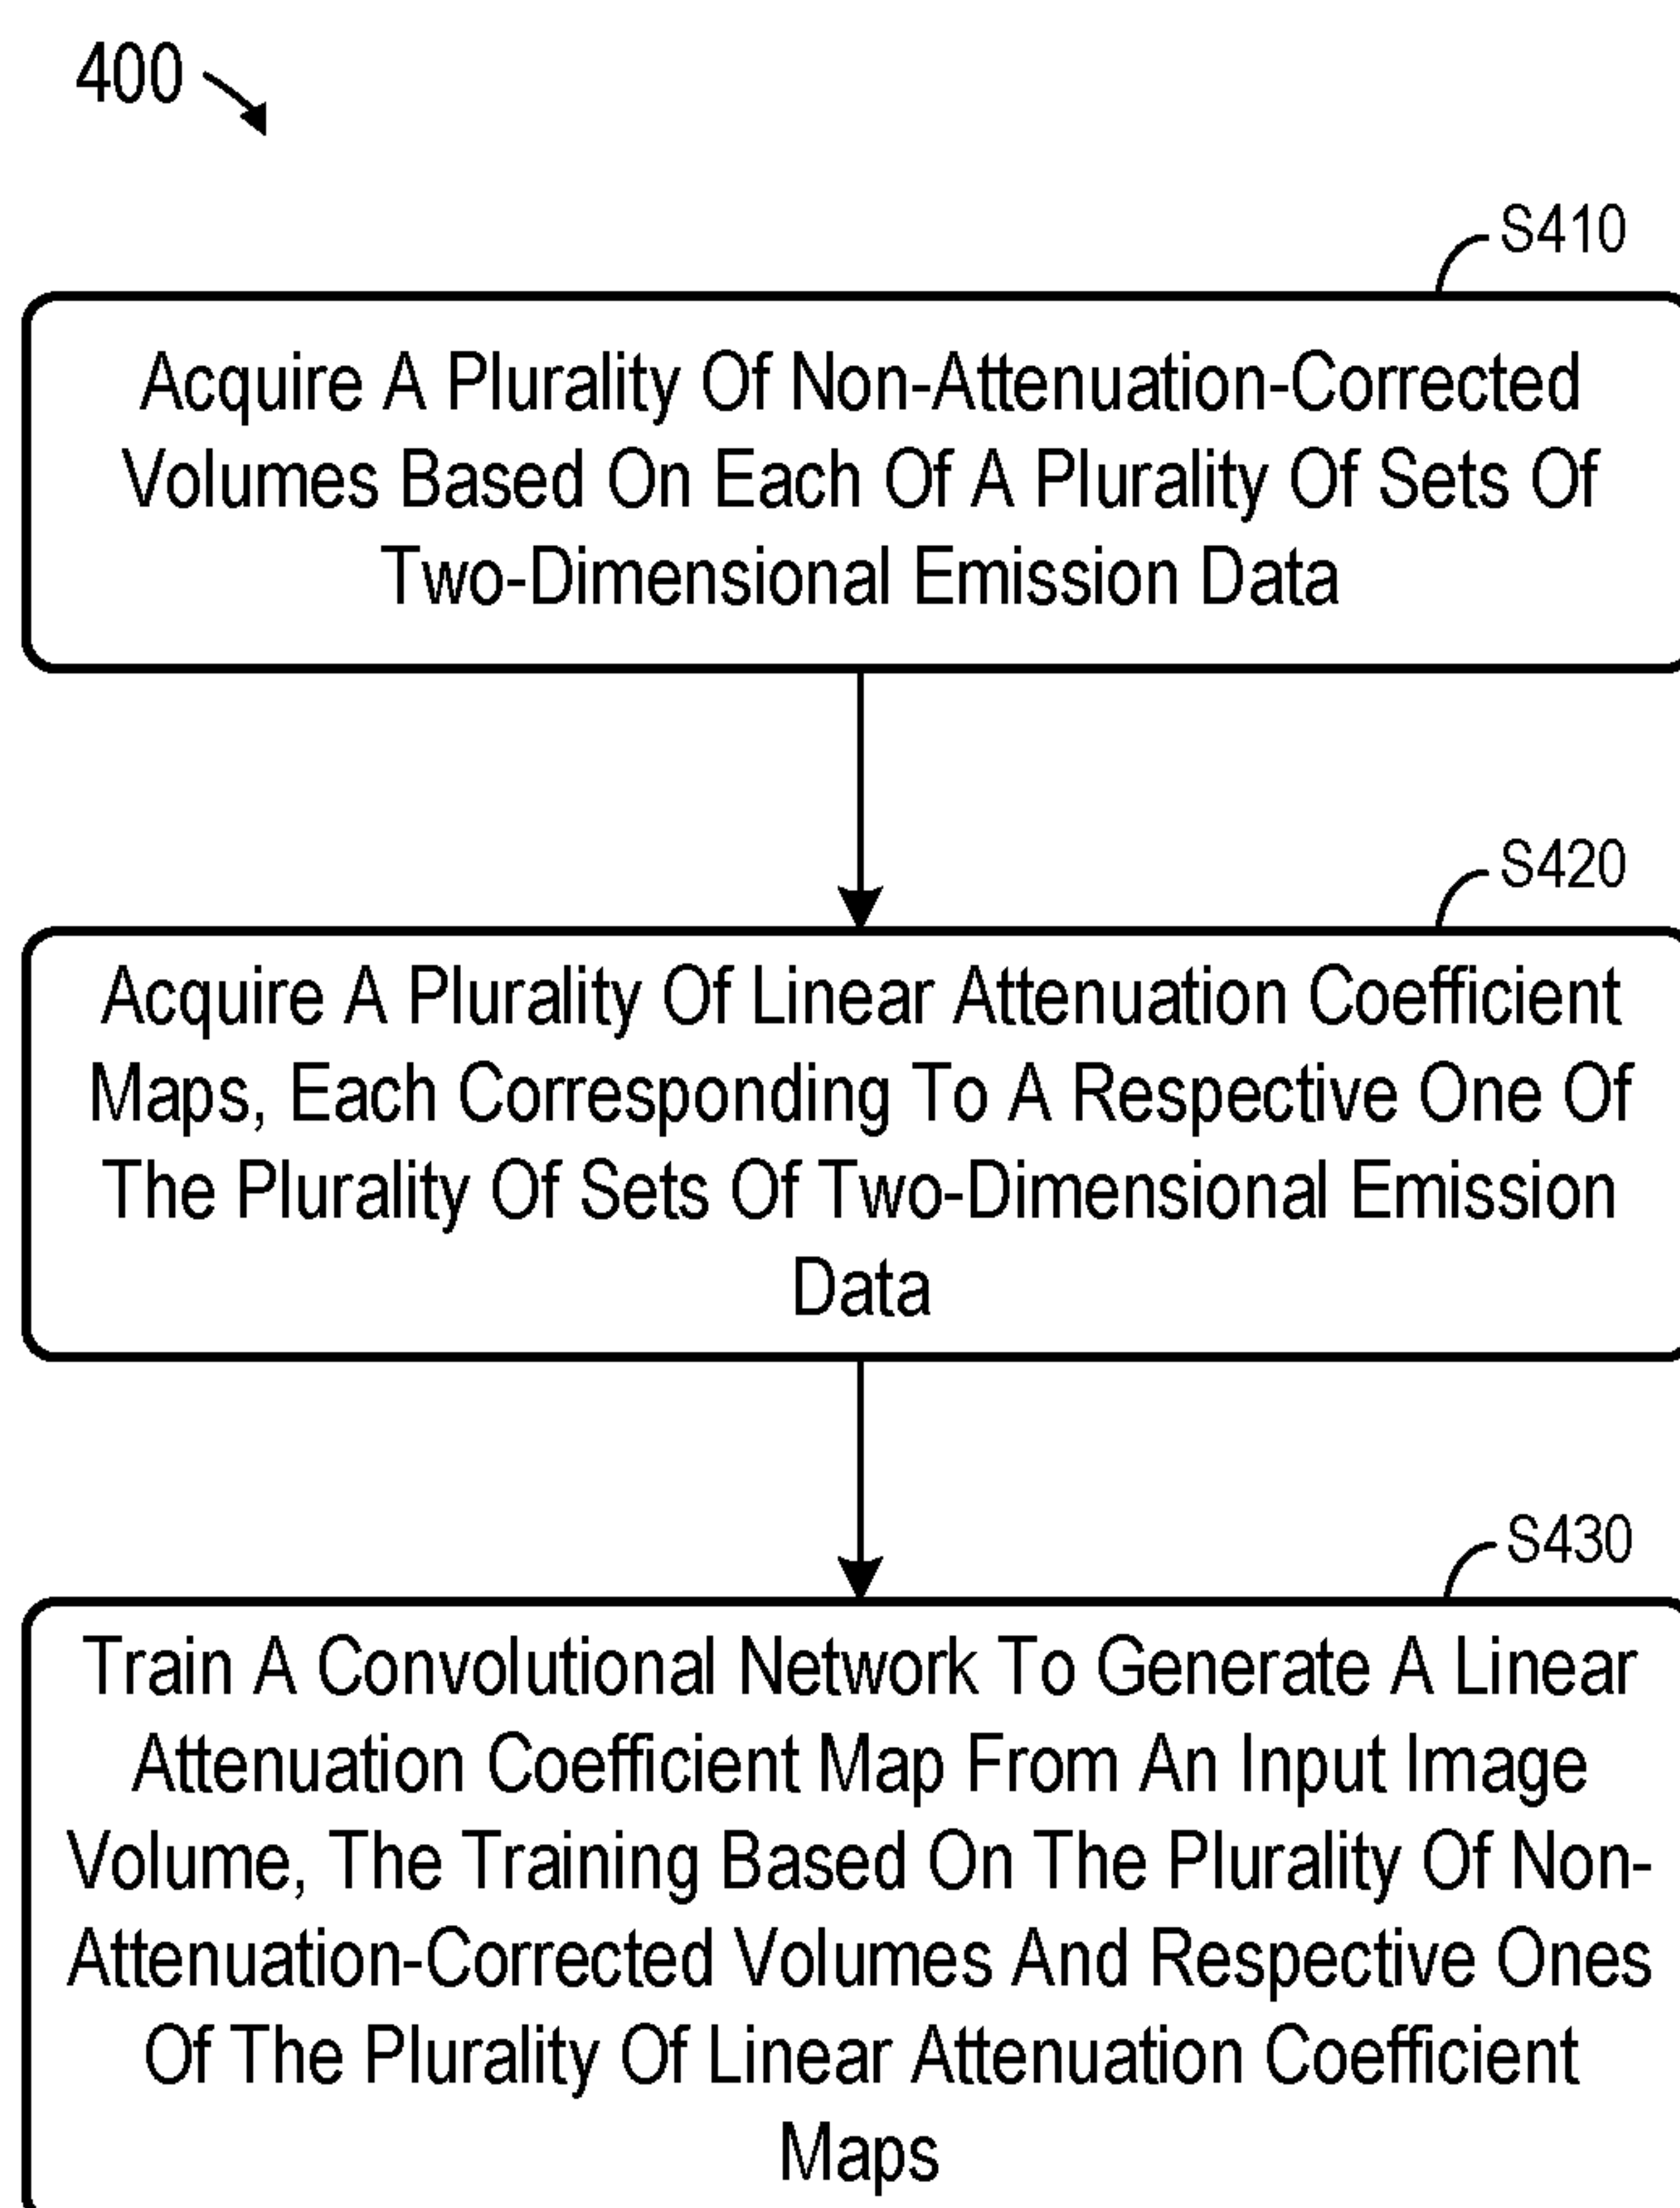 400
S410
Acquire A Plurality Of Non-Attenuation-Corrected
Volumes Based On Each Of A Plurality Of Sets Of
Two-Dimensional Emission Data
S420
Acquire A Plurality Of Linear Attenuation Coefficient
Maps, Each Corresponding To A Respective One Of
The Plurality Of Sets Of Two-Dimensional Emission
Data
S430
Train A Convolutional Network To Generate A Linear
Attenuation Coefficient Map From An Input Image
Volume, The Training Based On The Plurality Of Non-
Attenuation-Corrected Volumes And Respective Ones
Of The Plurality Of Linear Attenuation Coefficient
Maps